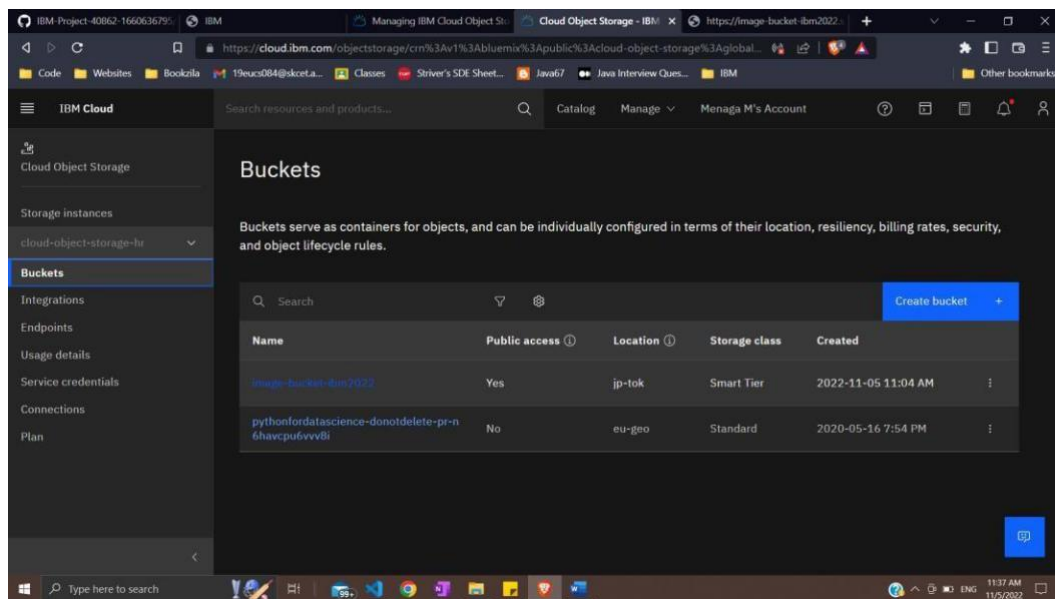 IBM-Project-40862-1660636795
IBM
Managing IBM Cloud Object Sto
Cloud Object Storage - IBM
https://image-bucket-ibm2022.s
https://cloud.ibm.com/objectstorage/crn%3Av1%3Abluemix%3Apublic%3Acloud-object-storage%3Aglobal...
Code
Websites
Bookzila
19eucs084@skcet.a...
Classes
Striver's SDE Sheet...
Java67
Java Interview Ques...
IBM
Other bookmarks
IBM Cloud
Search resources and products...
Catalog
Manage
Menaga M's Account
Cloud Object Storage
Storage instances
cloud-object-storage-hr
Buckets
Integrations
Endpoints
Usage details
Service credentials
Connections
Plan
Buckets
Buckets serve as containers for objects, and can be individually configured in terms of their location, resiliency, billing rates, security,
and object lifecycle rules.
Search
Create bucket +
Name Public access Location Storage class Created
image-bucket-ibm2022 Yes jp-tok Smart Tier 2022-11-05 11:04 AM
pythonfordatascience-donotdelete-pr-n
6havcpu6vvv8i No eu-geo Standard 2020-05-16 7:54 PM
Type here to search
99+
ENG
11:37 AM
11/5/2022